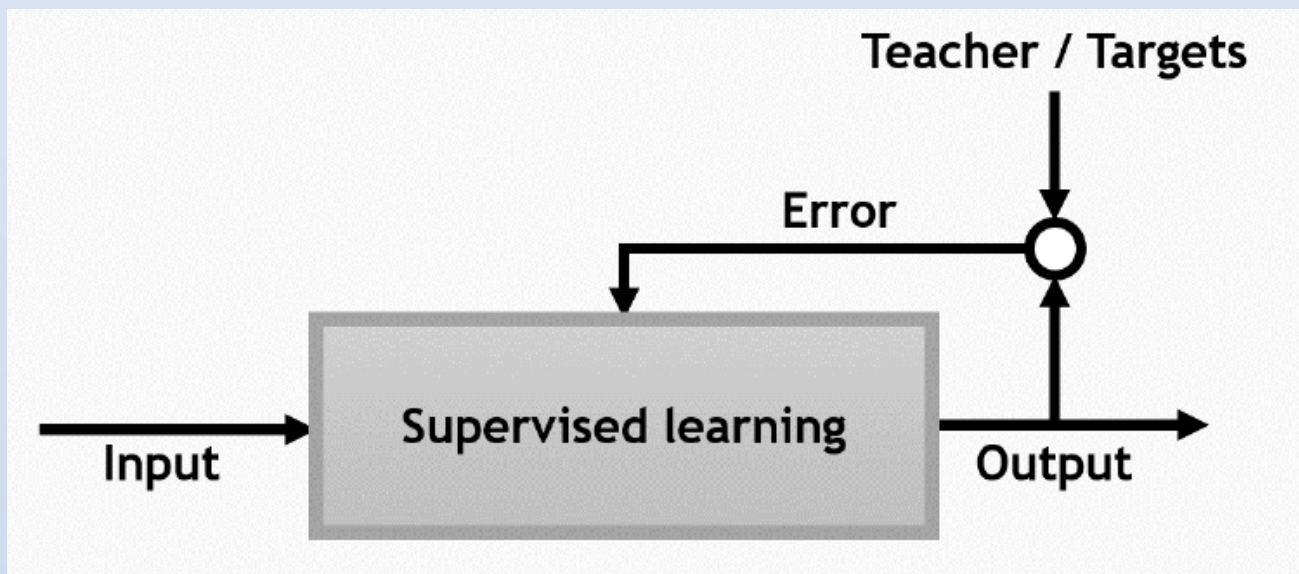 Teacher / Targets
Error
Supervised learning
Input
Output